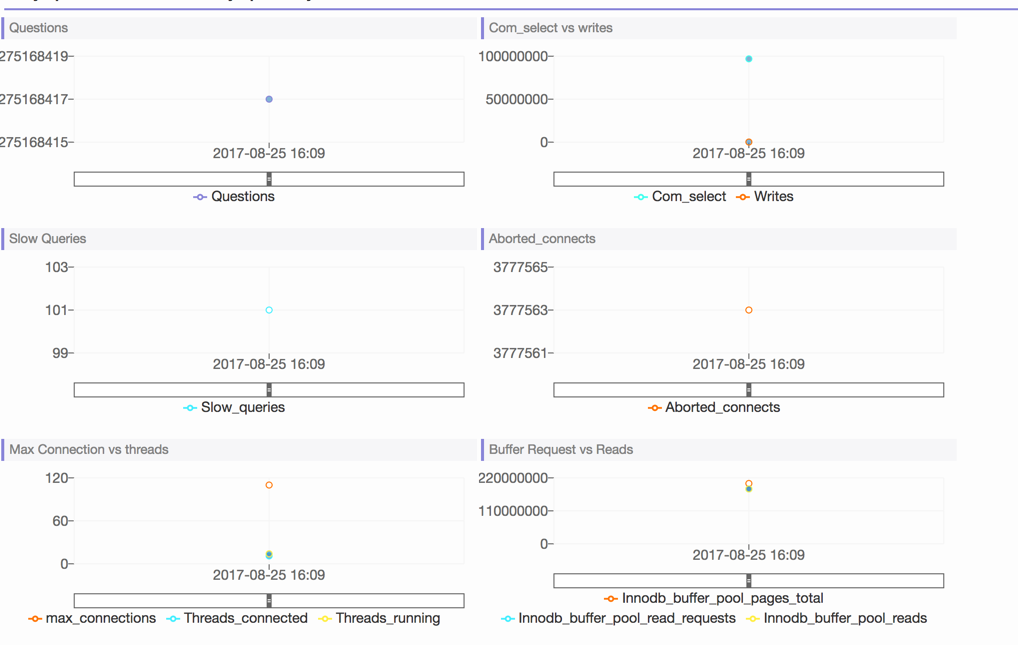 Questions
275168419
275168417
275168415
2017-08-25 16:09
Questions
Com_select vs writes
100000000
50000000
0
2017-08-25 16:09
Com_select Writes
Slow Queries
103
101
99
2017-08-25 16:09
Slow_queries
Aborted_connects
3777565
3777563
3777561
2017-08-25 16:09
Aborted_connects
Max Connection vs threads
120
60
0
2017-08-25 16:09
max_connections Threads_connected Threads_running
Buffer Request vs Reads
220000000
110000000
0
2017-08-25 16:09
Innodb_buffer_pool_pages_total
Innodb_buffer_pool_read_requests Innodb_buffer_pool_reads